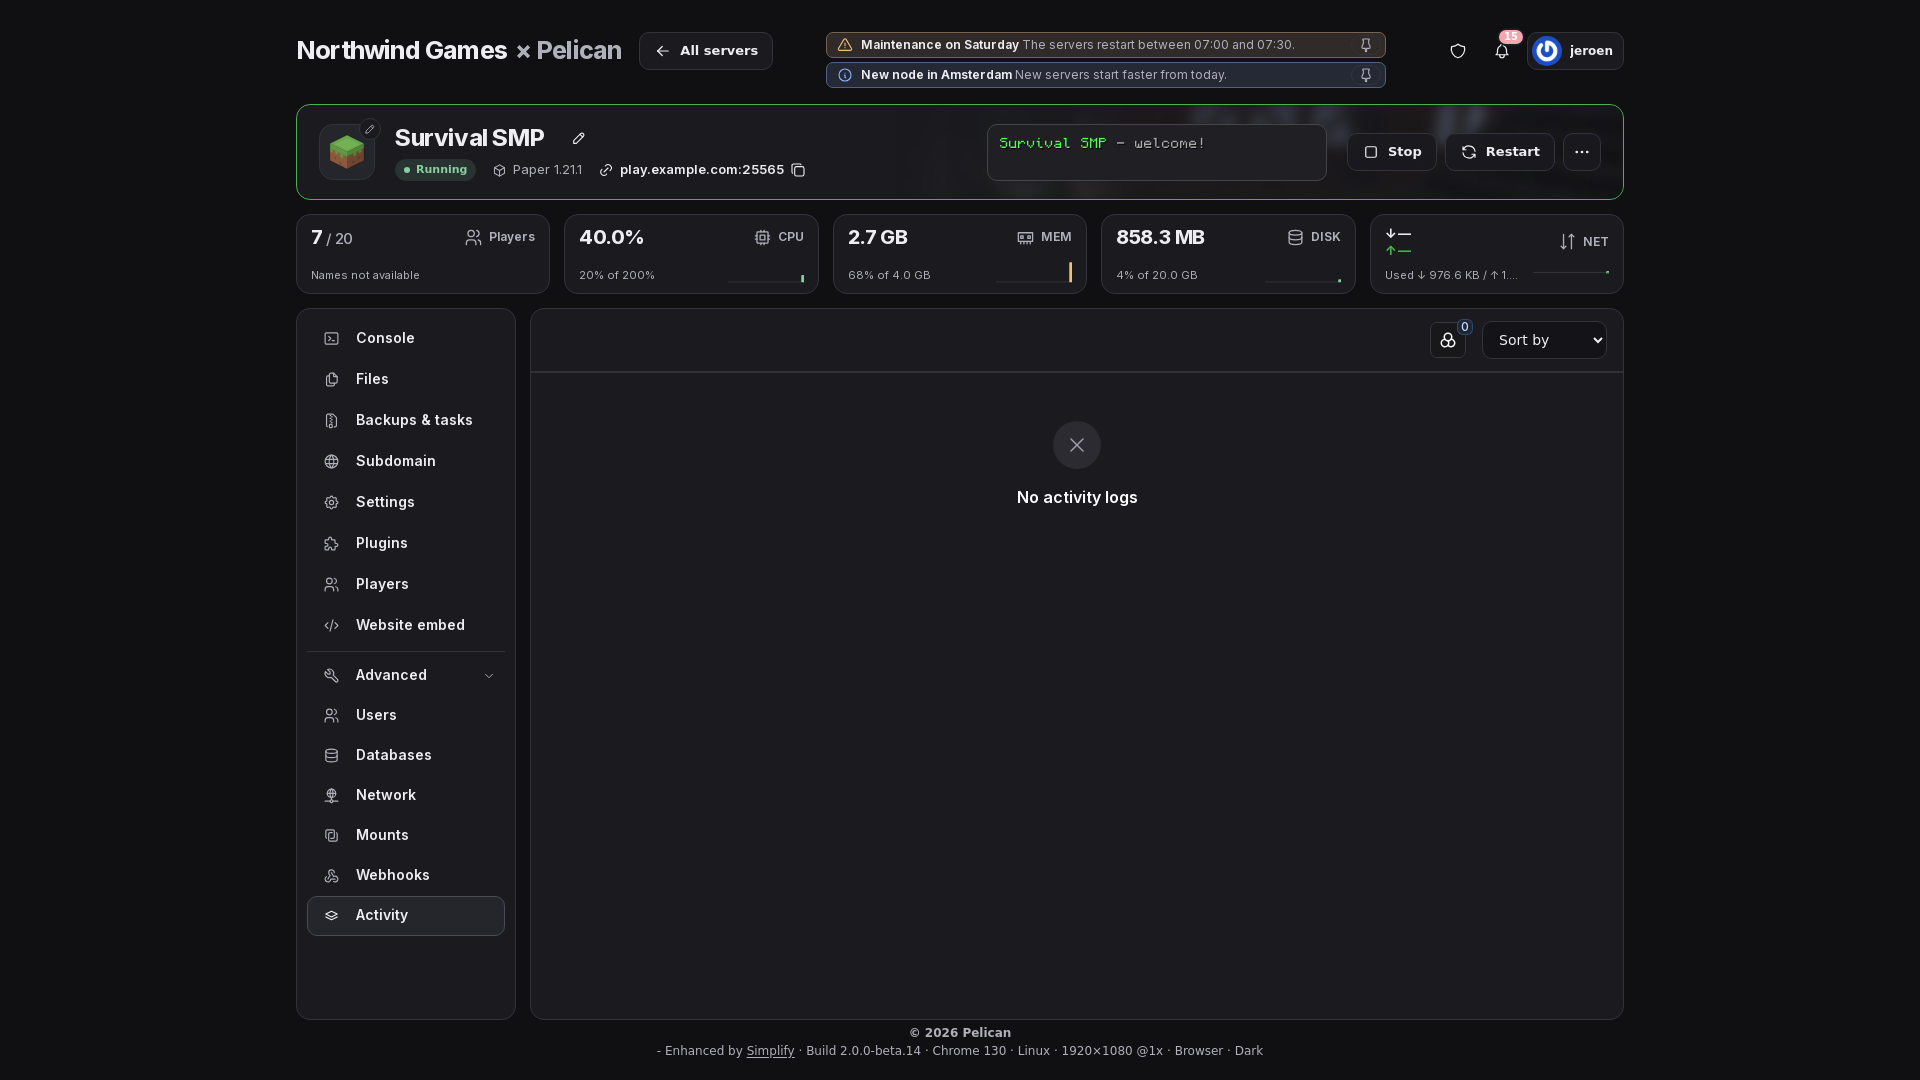 Northwind Games × Pelican
All servers
Maintenance on Saturday The servers restart between 07:00 and 07:30.
New node in Amsterdam New servers start faster from today.
15
jeroen
Survival SMP
Running
Paper 1.21.1
play.example.com:25565
Survival SMP - welcome!
Stop
Restart
7 / 20
Players
Names not available
40.0%
CPU
20% of 200%
2.7 GB
MEM
68% of 4.0 GB
858.3 MB
DISK
4% of 20.0 GB
↓—
↑—
NET
Used ↓ 976.6 KB / ↑ 1...
Console
Files
Backups & tasks
Subdomain
Settings
Plugins
Players
Website embed
Advanced
Users
Databases
Network
Mounts
Webhooks
Activity
0
Sort by
No activity logs
© 2026 Pelican
- Enhanced by Simplify · Build 2.0.0-beta.14 · Chrome 130 · Linux · 1920×1080 @1x · Browser · Dark